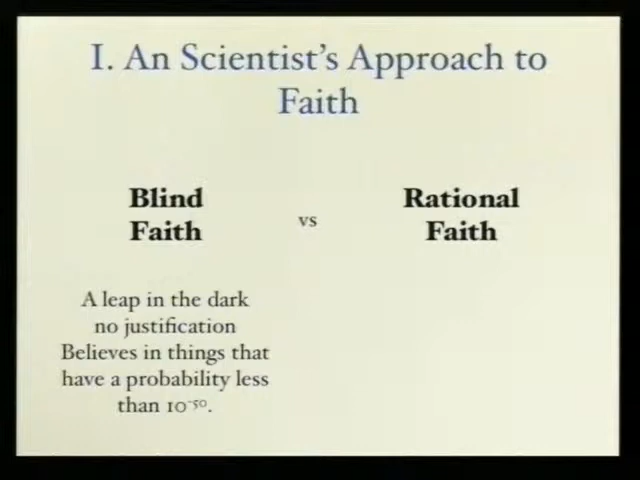 I. An Scientist's Approach to
Faith
Blind
Faith
vs
Rational
Faith
A leap in the dark
no justification
Believes in things that
have a probability less
than 10⁻⁵⁰.